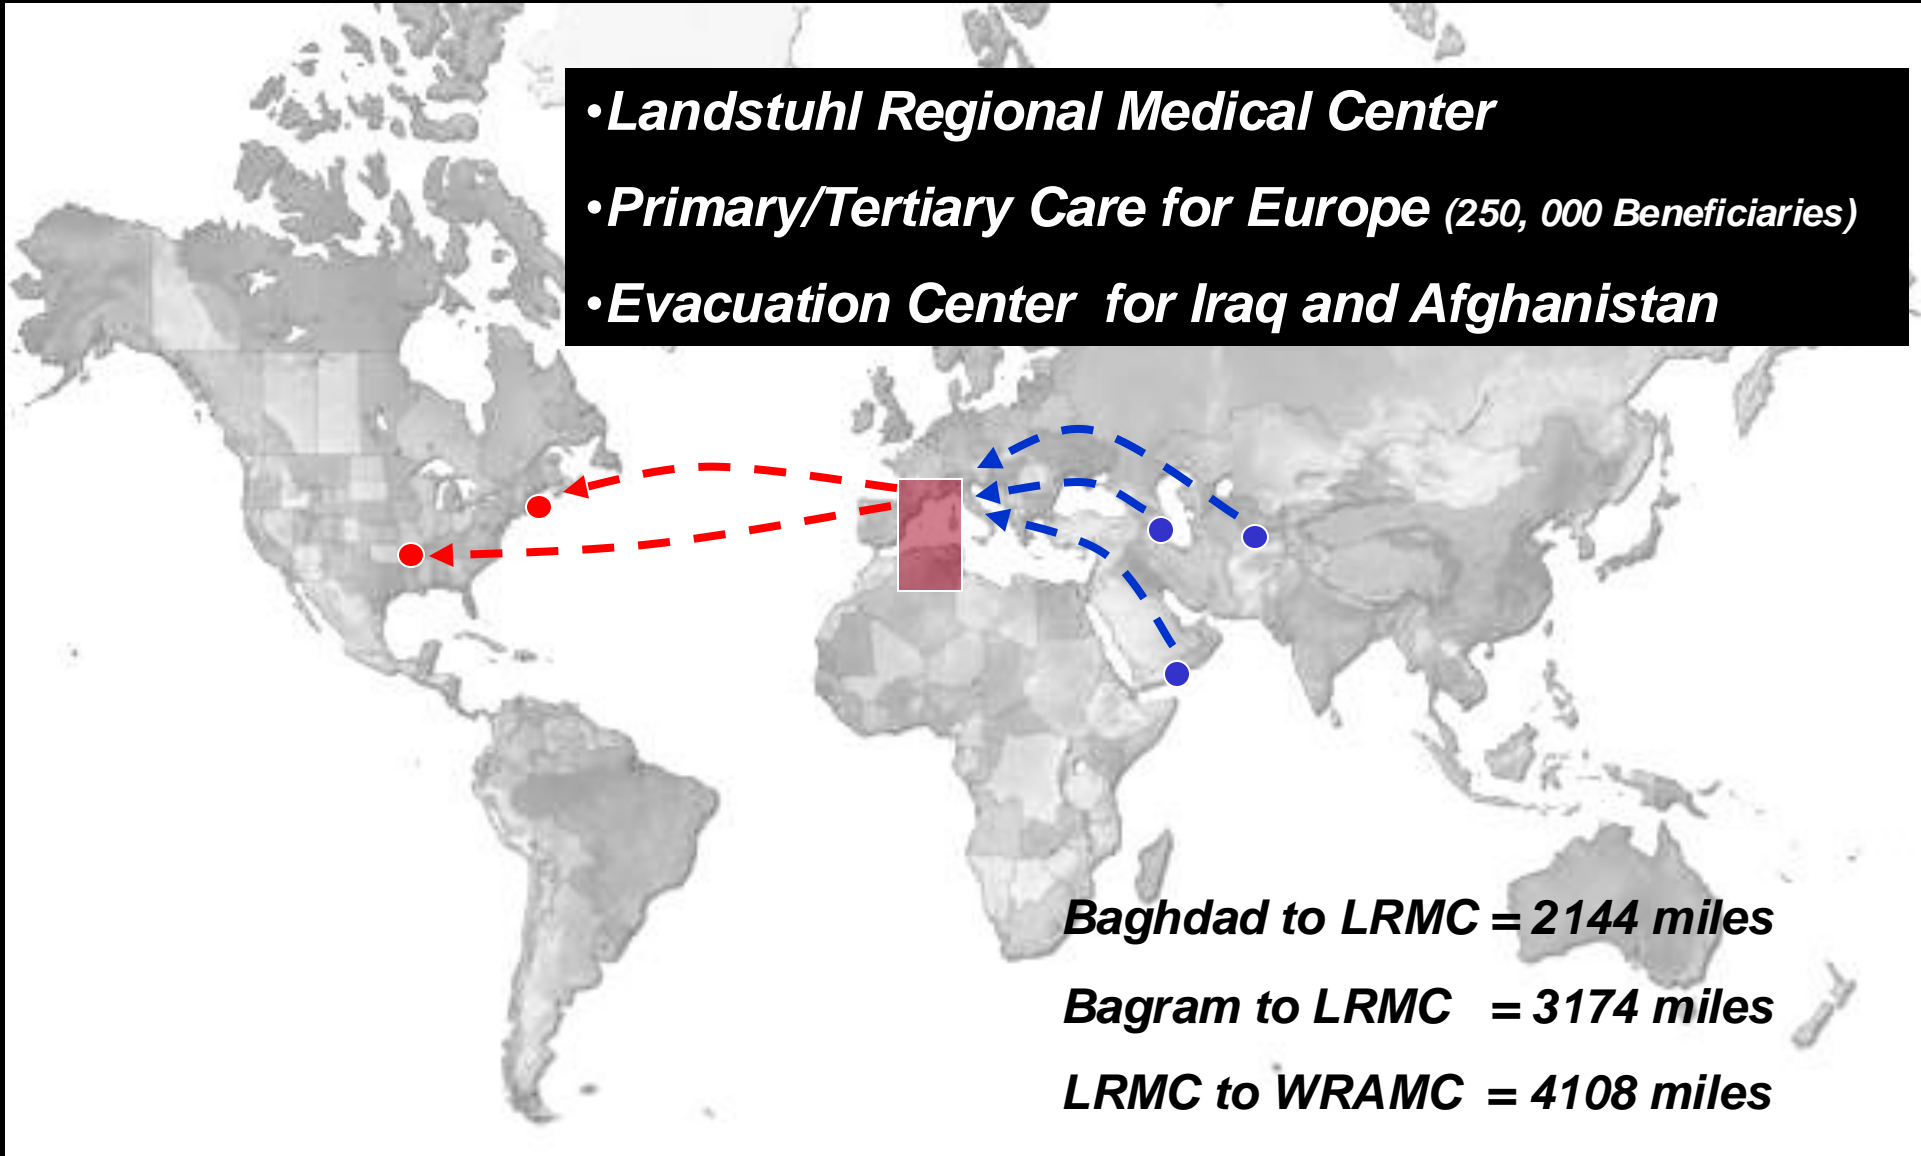 •Landstuhl Regional Medical Center
•Primary/Tertiary Care for Europe (250, 000 Beneficiaries)
•Evacuation Center for Iraq and Afghanistan
Baghdad to LRMC = 2144 miles
Bagram to LRMC = 3174 miles
LRMC to WRAMC = 4108 miles